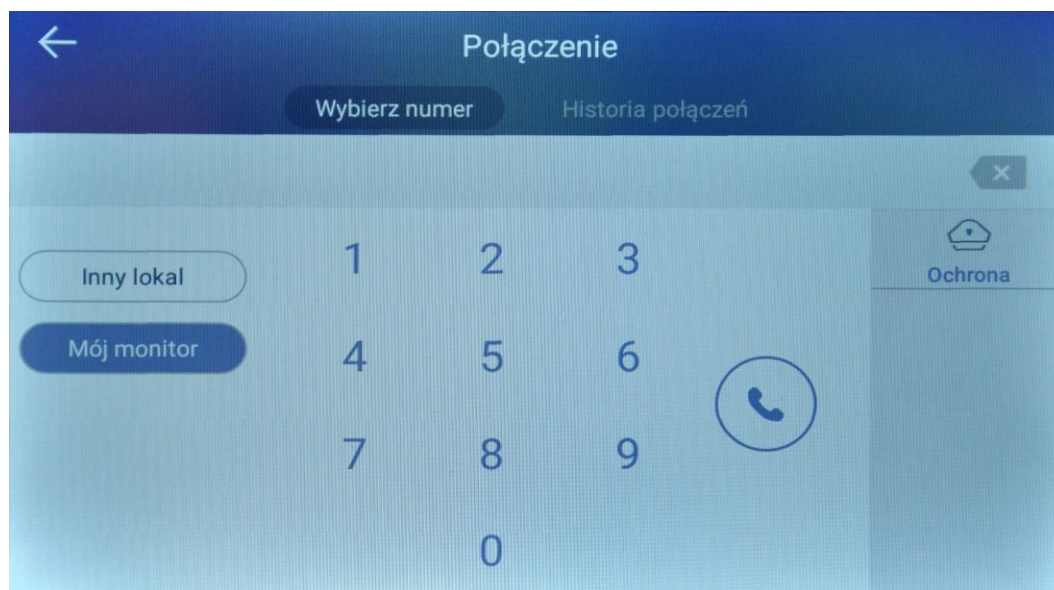 Połączenie
Wybierz numer
Historia połączeń
Inny lokal
Mój monitor
1 2 3
4 5 6
7 8 9
0
Ochrona